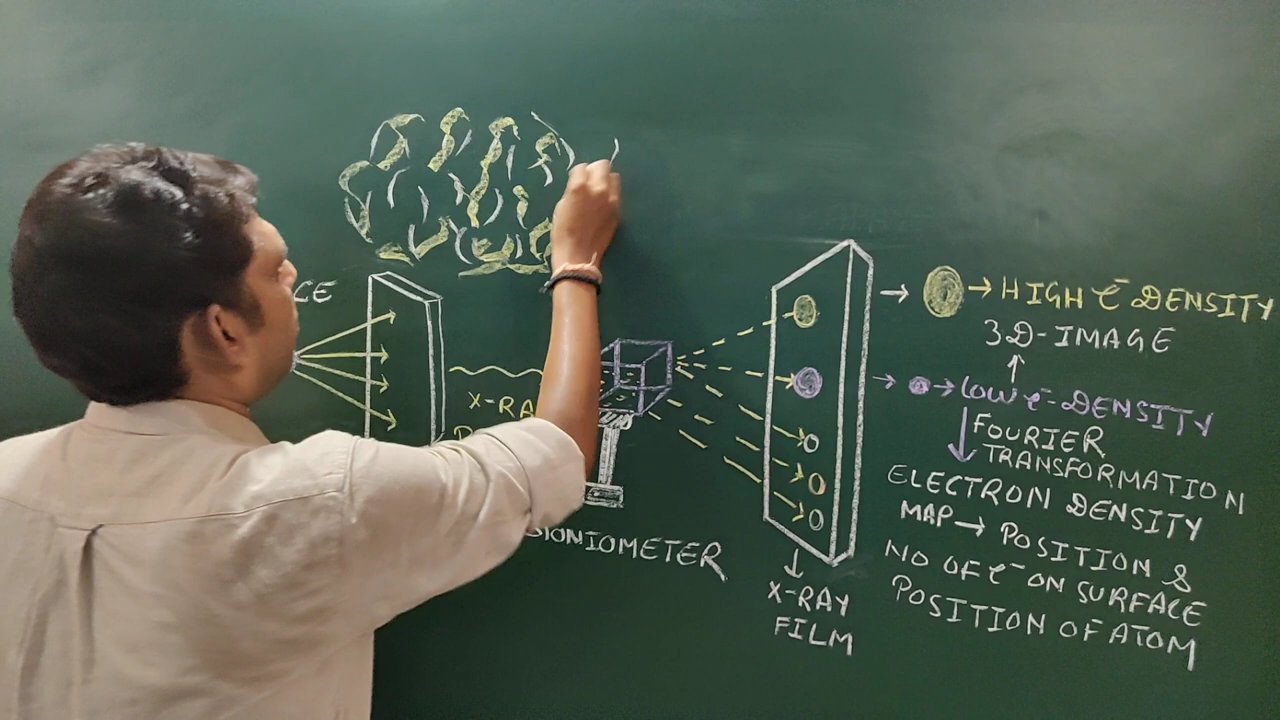 CE
X-RA
GONIOMETER
X-RAY
FILM
→ HIGH e⁻ DENSITY
3D-IMAGE
↑
→ → LOW e⁻-DENSITY
↓ FOURIER
TRANSFORMATION
ELECTRON DENSITY
MAP → POSITION &
NO OF e⁻ ON SURFACE
POSITION OF ATOM